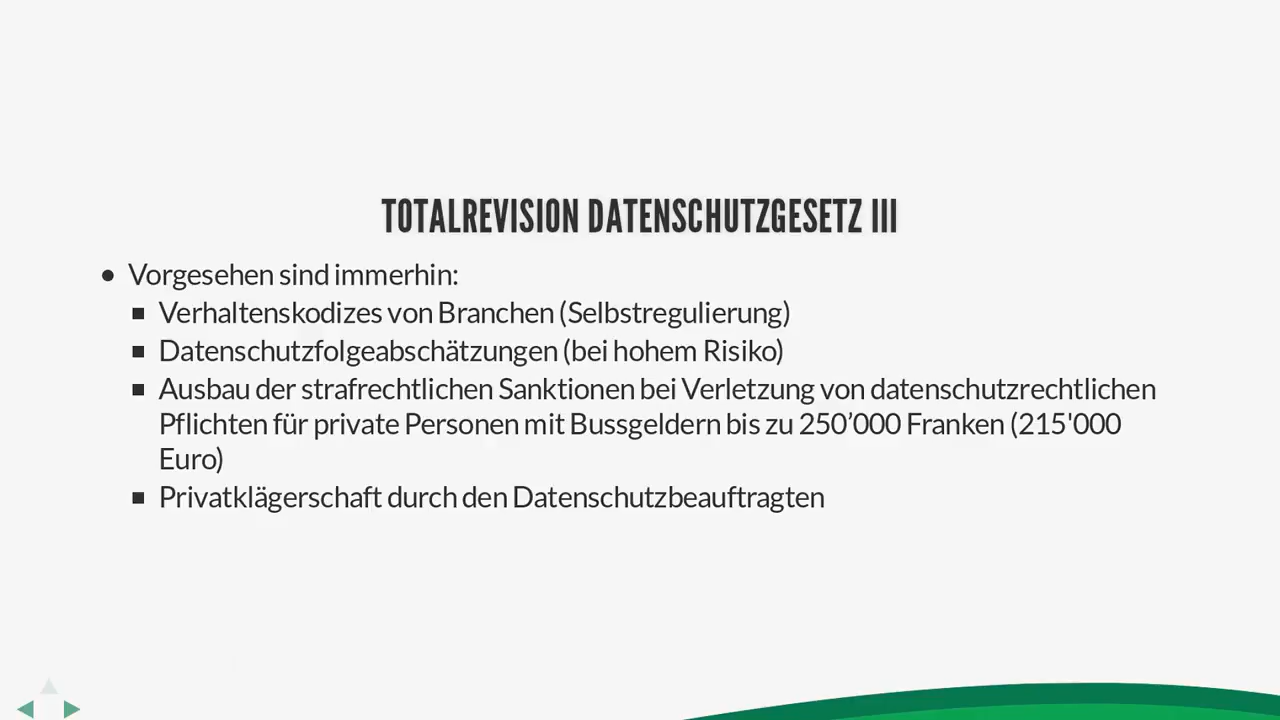 TOTALREVISION DATENSCHUTZGESETZ III
• Vorgesehen sind immerhin:
▪ Verhaltenskodizes von Branchen (Selbstregulierung)
▪ Datenschutzfolgeabschätzungen (bei hohem Risiko)
▪ Ausbau der strafrechtlichen Sanktionen bei Verletzung von datenschutzrechtlichen
Pflichten für private Personen mit Bussgeldern bis zu 250’000 Franken (215'000
Euro)
▪ Privatklägerschaft durch den Datenschutzbeauftragten